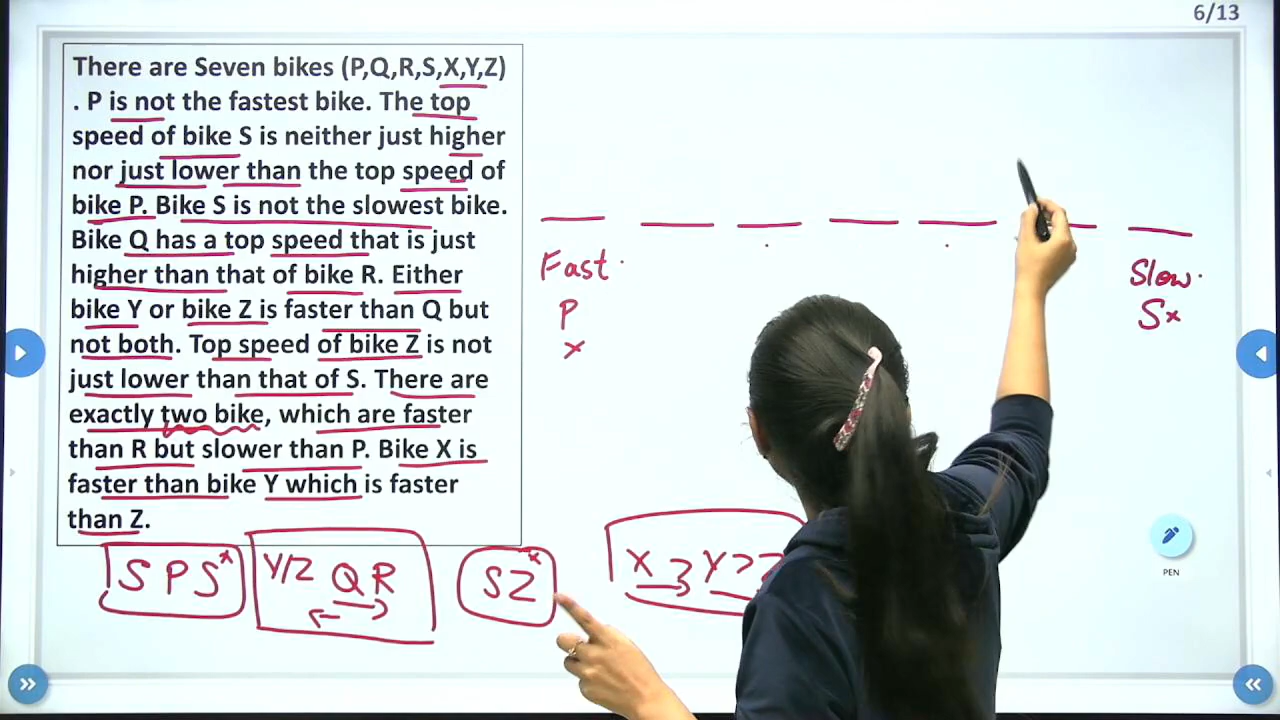 6/13
There are Seven bikes (P,Q,R,S,X,Y,Z)
. P is not the fastest bike. The top
speed of bike S is neither just higher
nor just lower than the top speed of
bike P. Bike S is not the slowest bike.
Bike Q has a top speed that is just
higher than that of bike R. Either
bike Y or bike Z is faster than Q but
not both. Top speed of bike Z is not
just lower than that of S. There are
exactly two bike, which are faster
than R but slower than P. Bike X is
faster than bike Y which is faster
than Z.
Fast
P
x
Slow
S x
S P S x
Y/Z Q R
S Z x
X > Y >
PEN